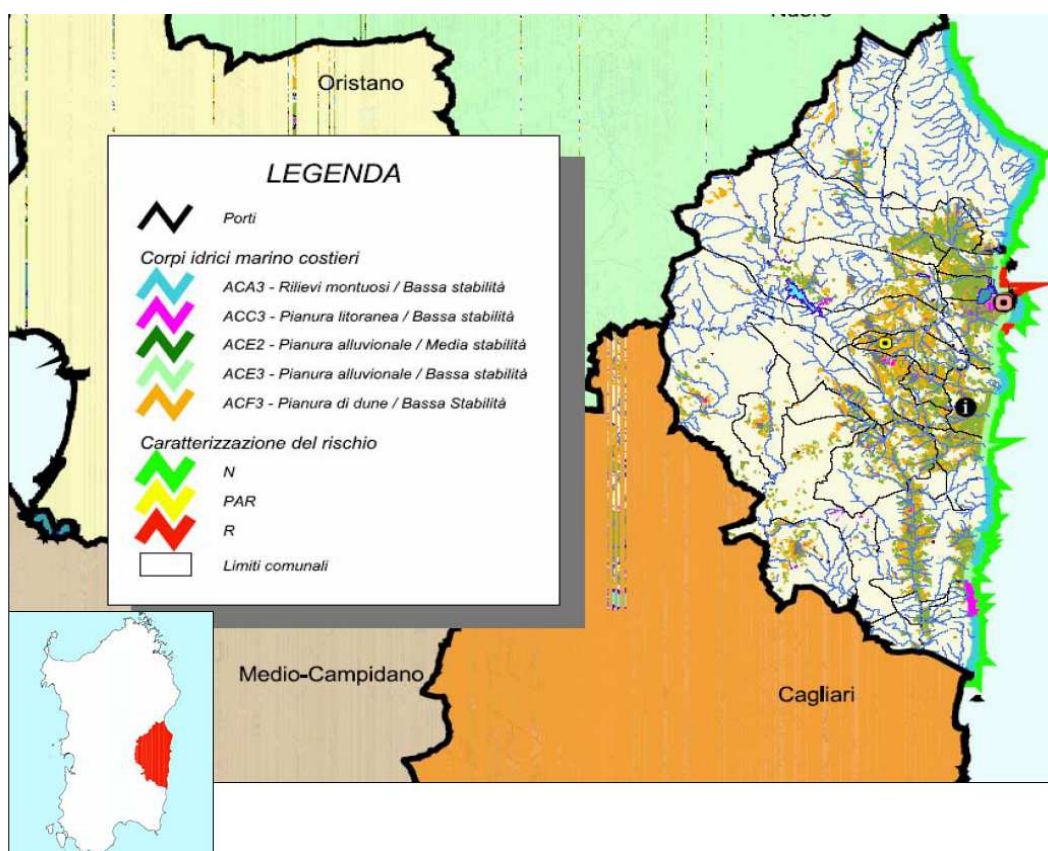 Nuoro
Oristano
LEGENDA
Porti
Corpi idrici marino costieri
ACA3 - Rilievi montuosi / Bassa stabilità
ACC3 - Pianura litoranea / Bassa stabilità
ACE2 - Pianura alluvionale / Media stabilità
ACE3 - Pianura alluvionale / Bassa stabilità
ACF3 - Pianura di dune / Bassa Stabilità
Caratterizzazione del rischio
N
PAR
R
Limiti comunali
i
Medio-Campidano
Cagliari